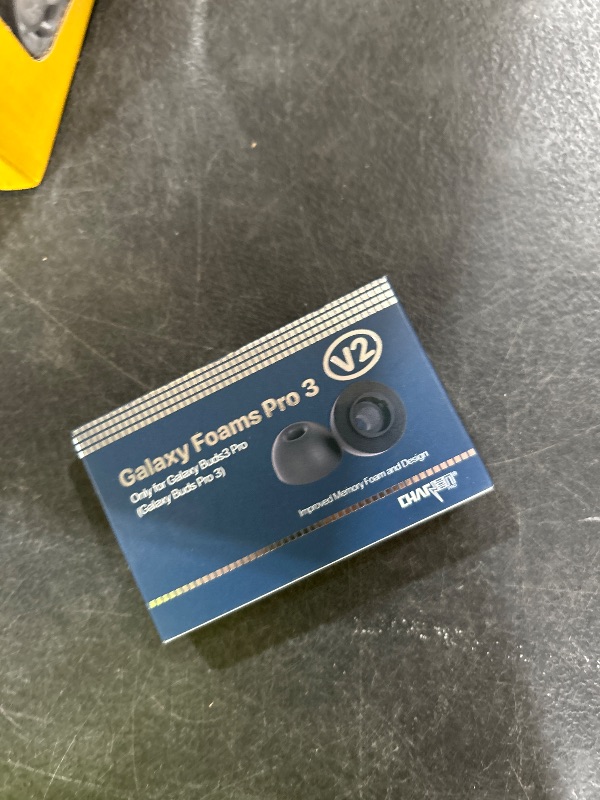 V2
Galaxy Foams Pro 3
Only for Galaxy Buds3 Pro
(Galaxy Buds Pro 3)
Improved Memory Foam and Design